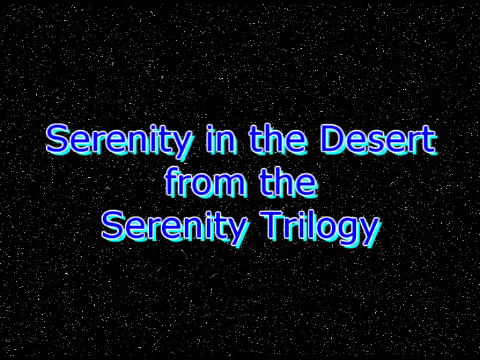 Serenity in the Desert
from the
Serenity Trilogy